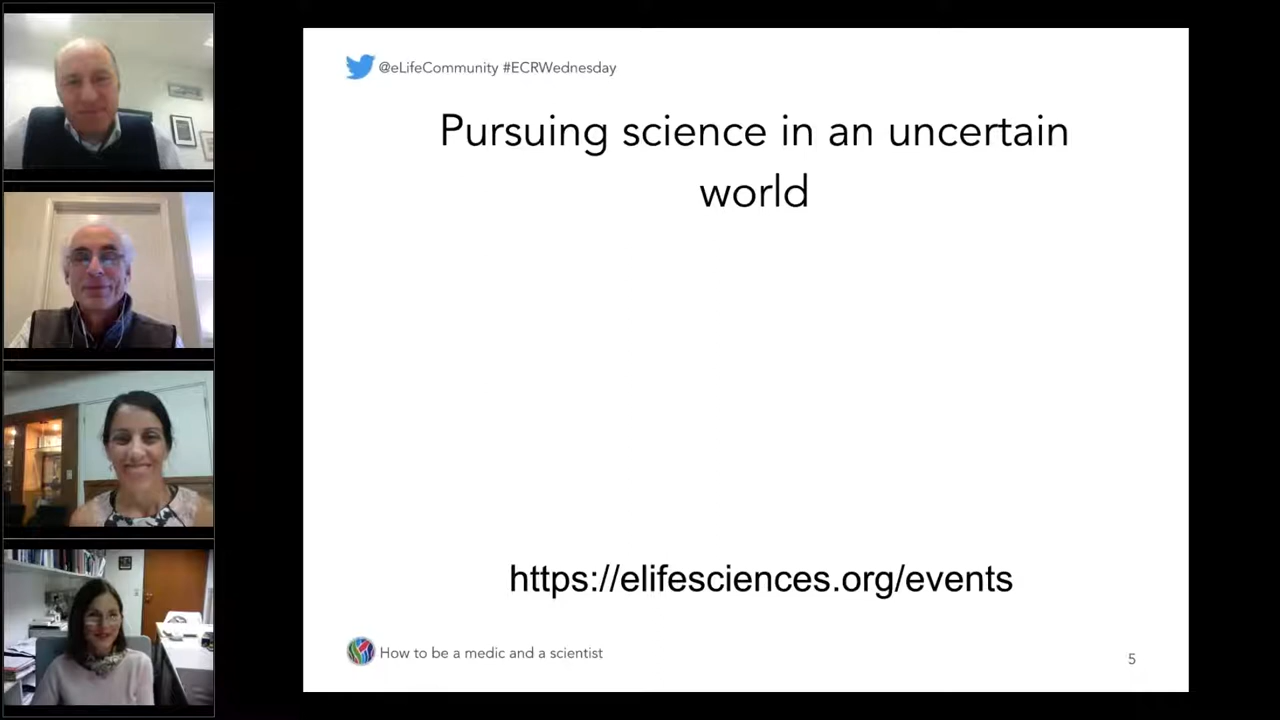 @eLifeCommunity #ECRWednesday
Pursuing science in an uncertain
world
https://elifesciences.org/events
How to be a medic and a scientist
5